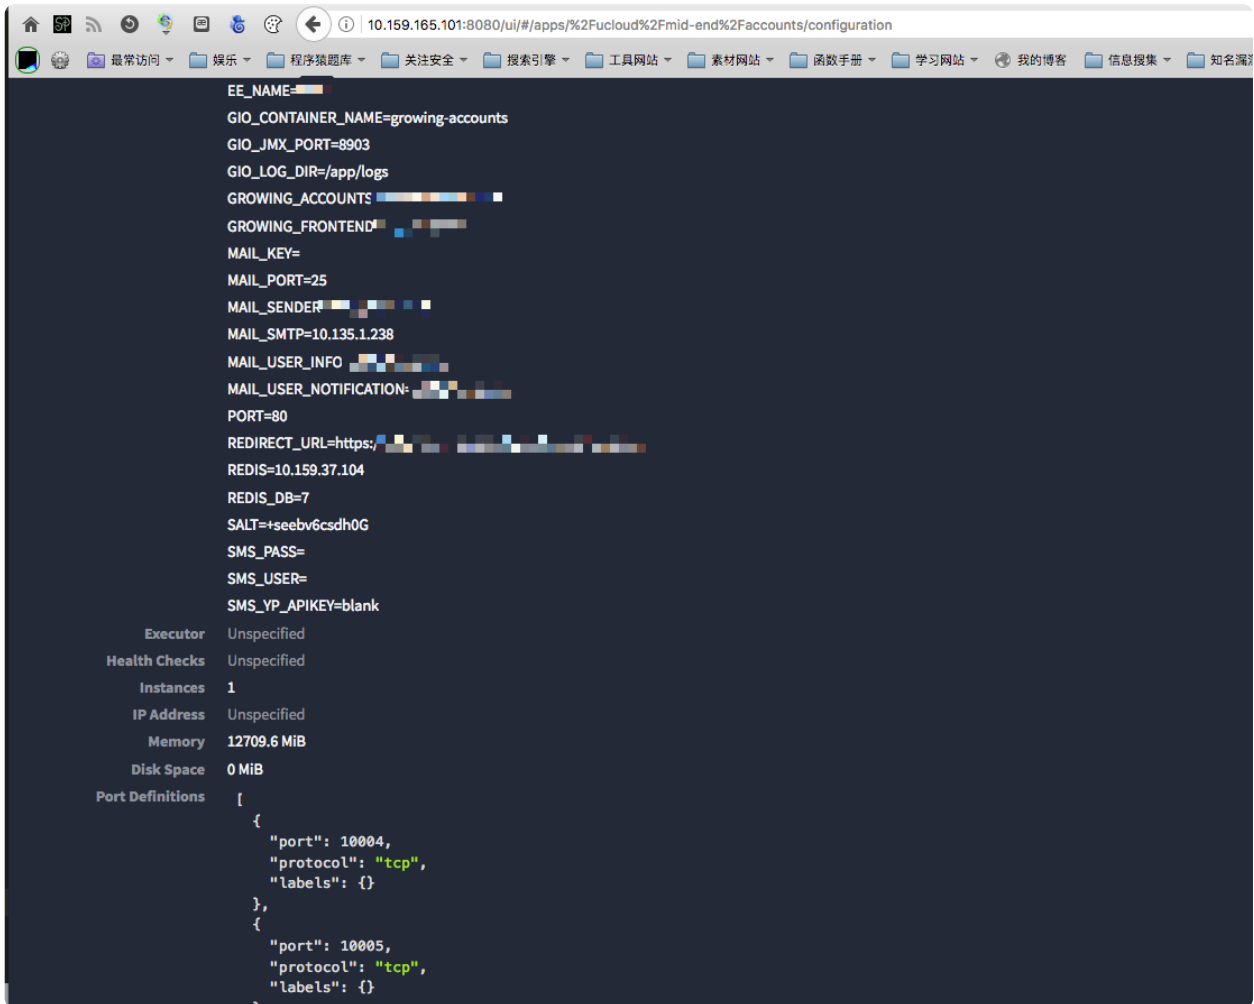 10.159.165.101:8080/ui/#/apps/%2Fucloud%2Fmid-end%2Faccounts/configuration
最常访问 娱乐 程序猿题库 关注安全 搜索引擎 工具网站 素材网站 函数手册 学习网站 我的博客 信息搜集 知名漏洞
EE_NAME=
GIO_CONTAINER_NAME=growing-accounts
GIO_JMX_PORT=8903
GIO_LOG_DIR=/app/logs
GROWING_ACCOUNTS
GROWING_FRONTEND
MAIL_KEY=
MAIL_PORT=25
MAIL_SENDER
MAIL_SMTP=10.135.1.238
MAIL_USER_INFO
MAIL_USER_NOTIFICATION=
PORT=80
REDIRECT_URL=https:/
REDIS=10.159.37.104
REDIS_DB=7
SALT=+seebv6csdh0G
SMS_PASS=
SMS_USER=
SMS_YP_APIKEY=blank
Executor Unspecified
Health Checks Unspecified
Instances 1
IP Address Unspecified
Memory 12709.6 MiB
Disk Space 0 MiB
Port Definitions [
{
"port": 10004,
"protocol": "tcp",
"labels": {}
},
{
"port": 10005,
"protocol": "tcp",
"labels": {}